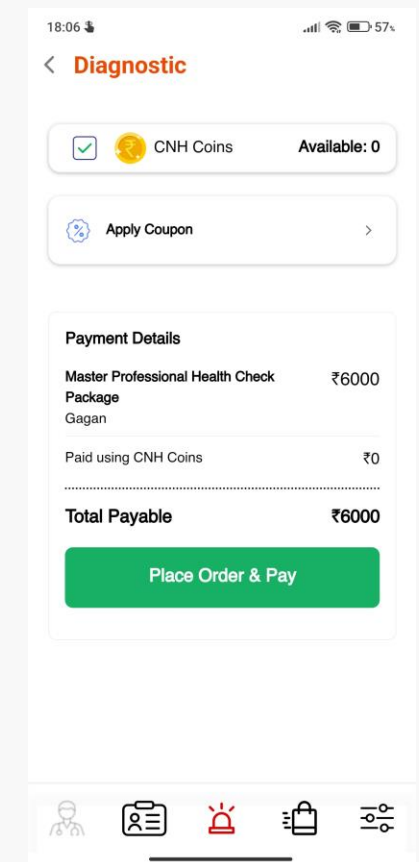 18:06 57%
Diagnostic
CNH Coins Available: 0
Apply Coupon
Payment Details
Master Professional Health Check ₹6000
Package
Gagan
Paid using CNH Coins ₹0
Total Payable ₹6000
Place Order & Pay